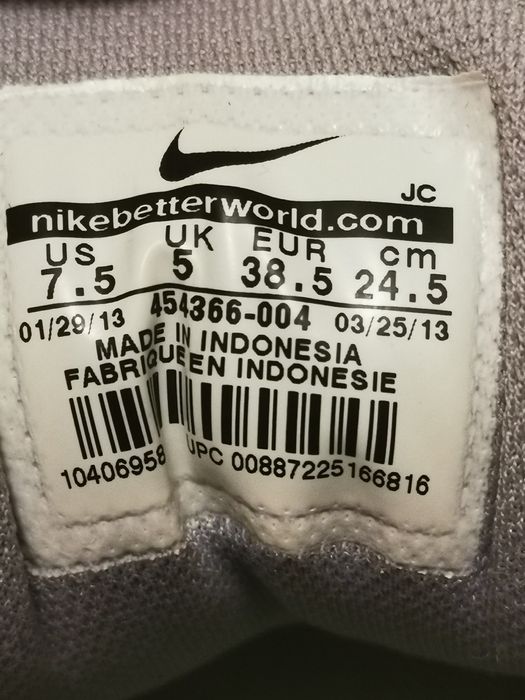 JC
nikebetterworld.com
US UK EUR cm
7.5 5 38.5 24.5
01/29/13 454366-004 03/25/13
MADE IN INDONESIA
FABRIQUE EN INDONESIE
10406958 UPC 00887225166816